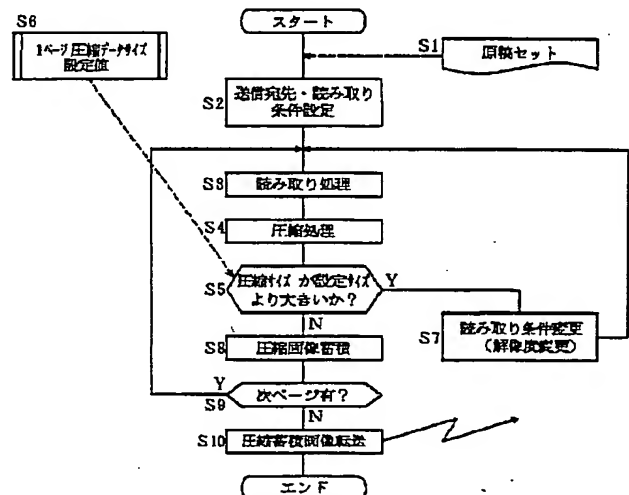 S6
1ページ圧縮データサイズ
設定値
スタート
S1
原稿セット
S2
送信宛先・読み取り
条件設定
S3
読み取り処理
S4
圧縮処理
S5
圧縮サイズ が設定サイズ
より大きいか?
Y
N
S7
読み取り条件変更
(解像度変更)
S8
圧縮画像蓄積
Y
S9
次ページ有?
N
S10
圧縮蓄積画像転送
エンド